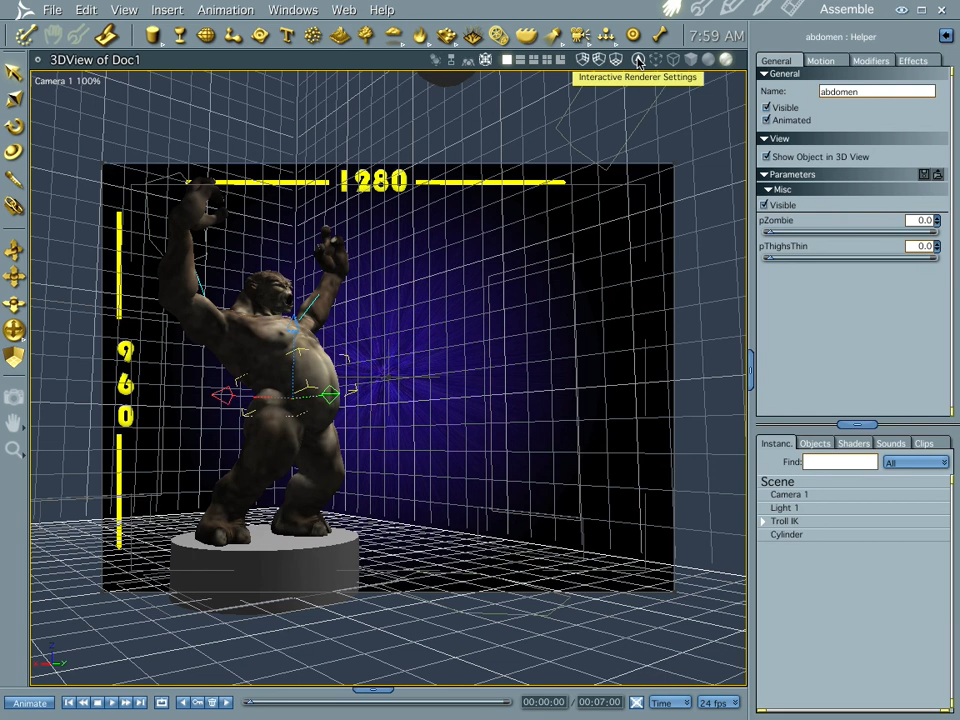 File Edit View Insert Animation Windows Web Help
Assemble
7:59 AM
abdomen : Helper
3DView of Doc1
General Motion Modifiers Effects
General
Interactive Renderer Settings
Camera 1 100%
Name: abdomen
Visible
Animated
View
Show Object in 3D View
1280
Parameters
Misc
Visible
pZombie 0.0
pThighsThin 0.0
960
Instanc. Objects Shaders Sounds Clips
Find: All
Scene
Camera 1
Light 1
Troll IK
Cylinder
Animate 00:00:00 / 00:07:00 Time 24 fps